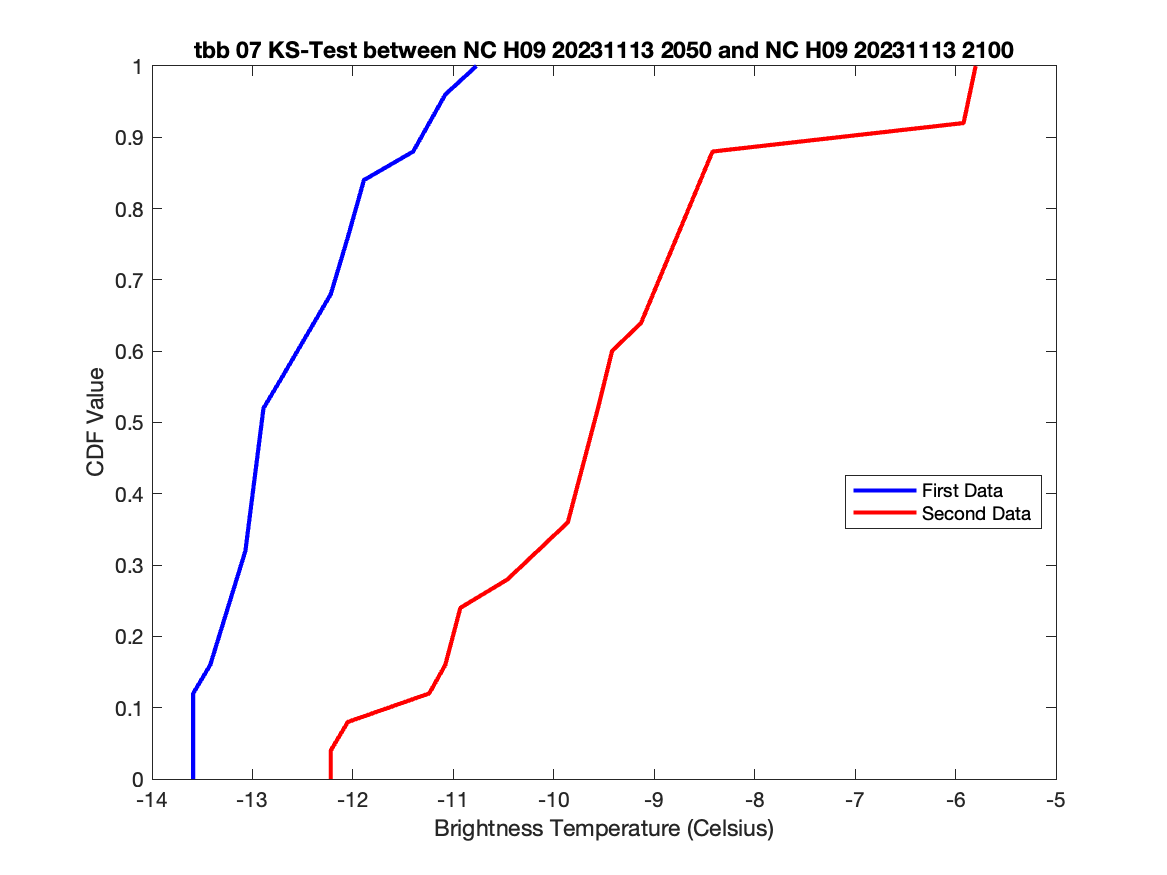 tbb 07 KS-Test between NC H09 20231113 2050 and NC H09 20231113 2100
1
0.9
0.8
0.7
0.6
0.5
0.4
0.3
0.2
0.1
0
CDF Value
First Data
Second Data
-14 -13 -12 -11 -10 -9 -8 -7 -6 -5
Brightness Temperature (Celsius)